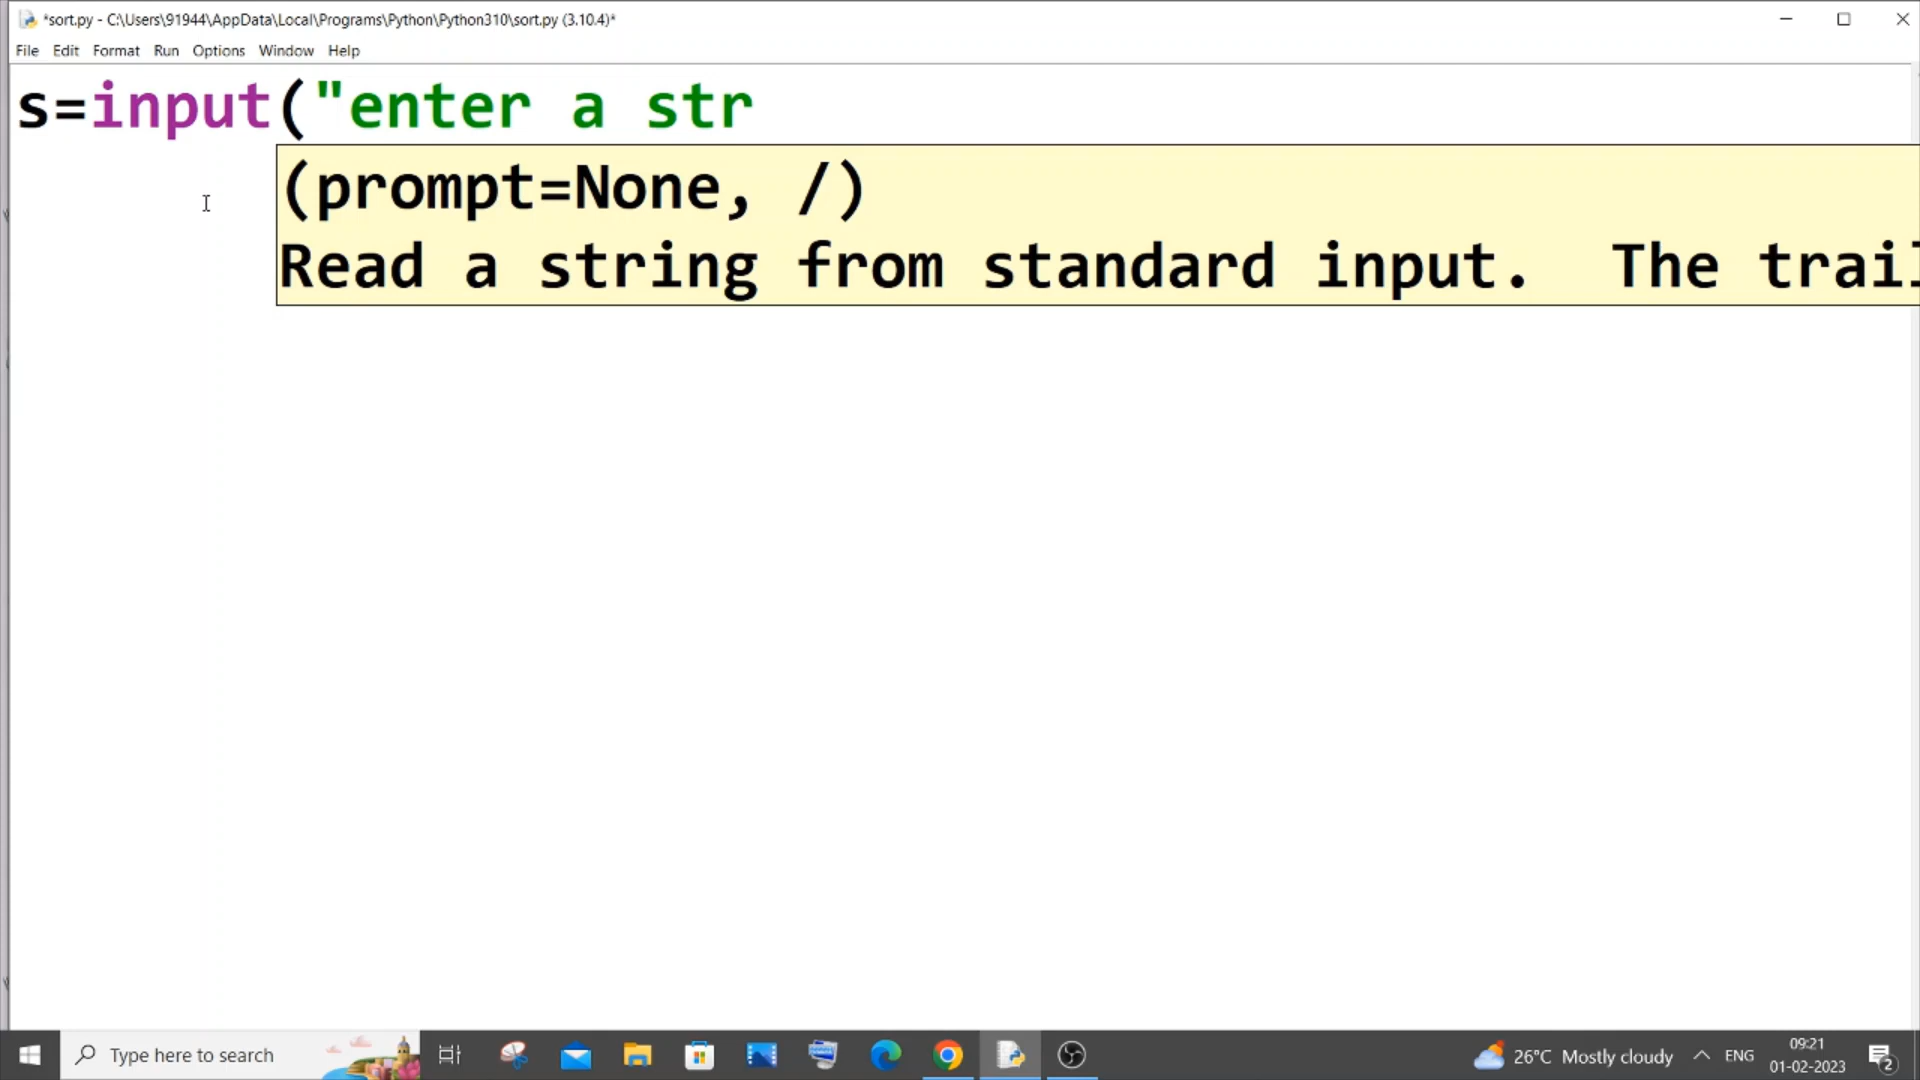 *sort.py - C:\Users\91944\AppData\Local\Programs\Python\Python310\sort.py (3.10.4)*
File Edit Format Run Options Window Help
s=input("enter a str
(prompt=None, /)
Read a string from standard input.  The trail
Type here to search
26°C Mostly cloudy
ENG
09:21
01-02-2023
2